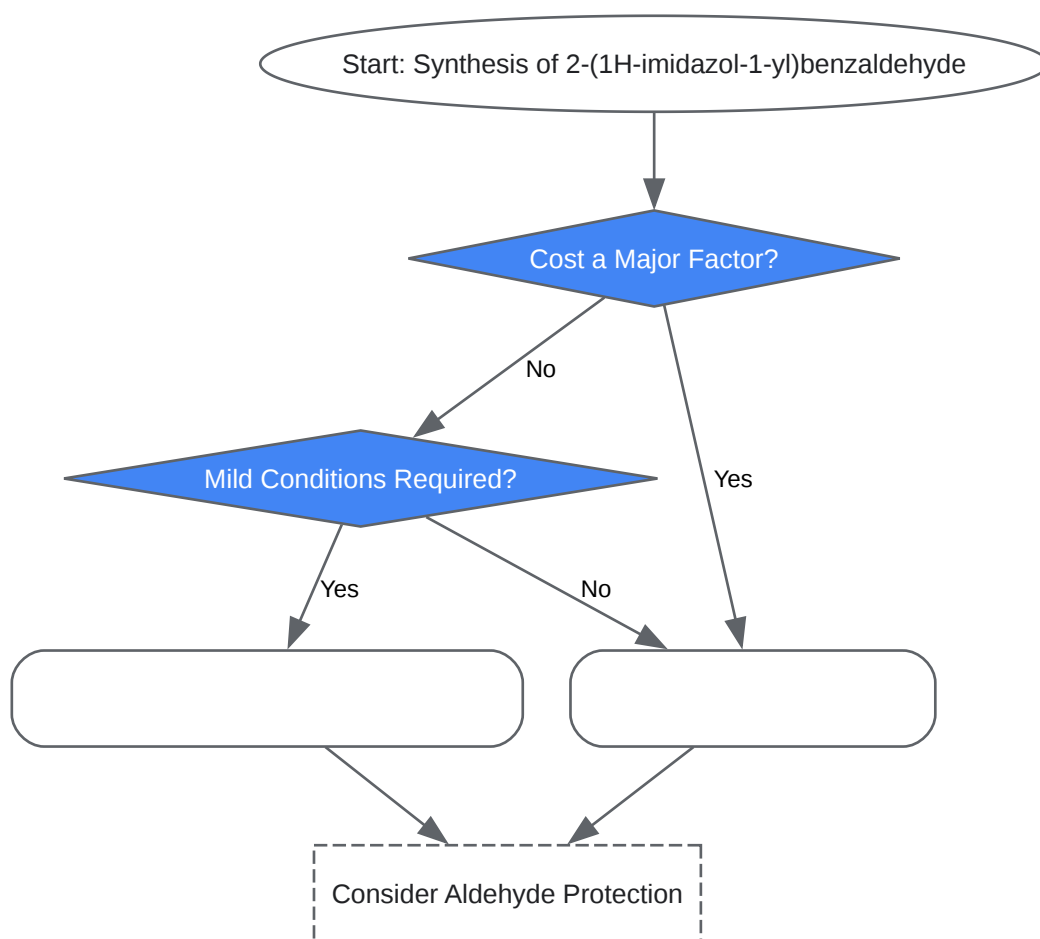 Start: Synthesis of 2-(1H-imidazol-1-yl)benzaldehyde
Cost a Major Factor?
No
Mild Conditions Required?
Yes
Yes
No
Consider Aldehyde Protection